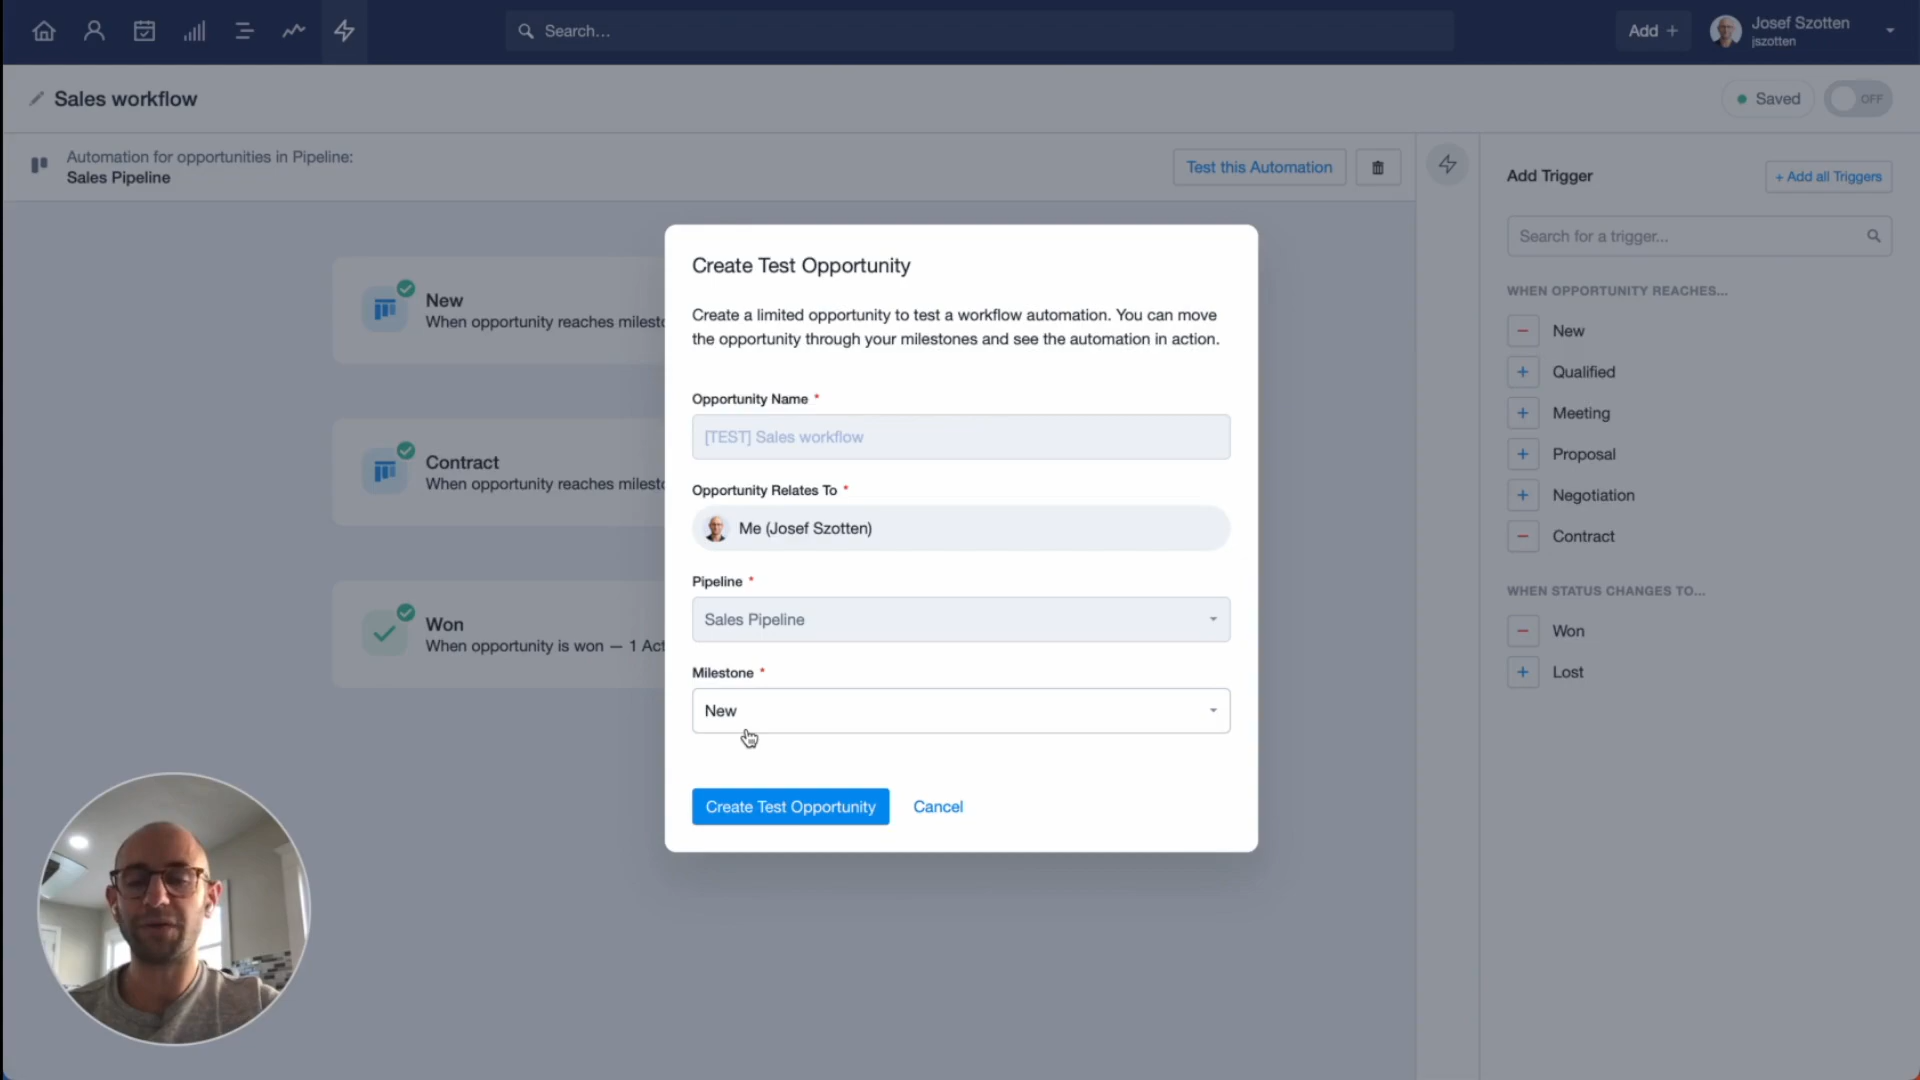 Search...
Add +
Josef Szotten
jszotten
Sales workflow
Saved
OFF
Automation for opportunities in Pipeline:
Sales Pipeline
Test this Automation
Add Trigger
+ Add all Triggers
Search for a trigger...
WHEN OPPORTUNITY REACHES...
New
Qualified
Meeting
Proposal
Negotiation
Contract
WHEN STATUS CHANGES TO...
Won
Lost
New
When opportunity reaches milesto
Contract
When opportunity reaches milesto
Won
When opportunity is won — 1 Act
Create Test Opportunity
Create a limited opportunity to test a workflow automation. You can move
the opportunity through your milestones and see the automation in action.
Opportunity Name *
[TEST] Sales workflow
Opportunity Relates To *
Me (Josef Szotten)
Pipeline *
Sales Pipeline
Milestone *
New
Create Test Opportunity
Cancel